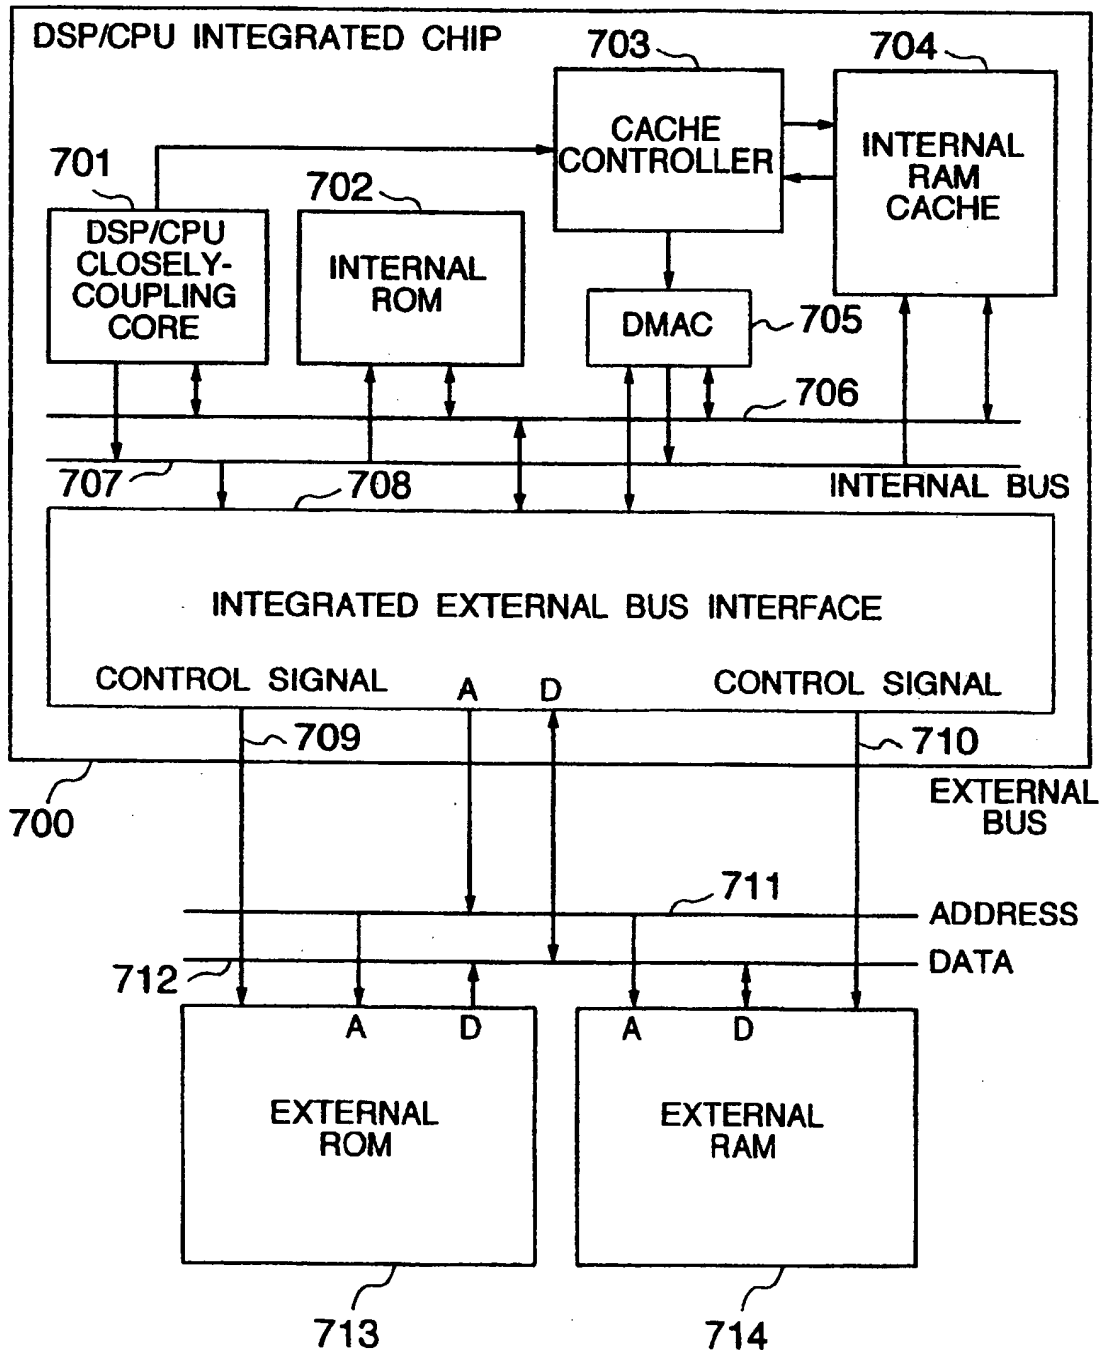 DSP/CPU INTEGRATED CHIP
703
704
701
702
CACHE
CONTROLLER
INTERNAL
RAM
CACHE
DSP/CPU
CLOSELY-
COUPLING
CORE
INTERNAL
ROM
DMAC
705
706
707
708
INTERNAL BUS
INTEGRATED EXTERNAL BUS INTERFACE
CONTROL SIGNAL
A
D
CONTROL SIGNAL
709
710
700
EXTERNAL
BUS
711
ADDRESS
712
DATA
A
D
A
D
EXTERNAL
ROM
EXTERNAL
RAM
713
714